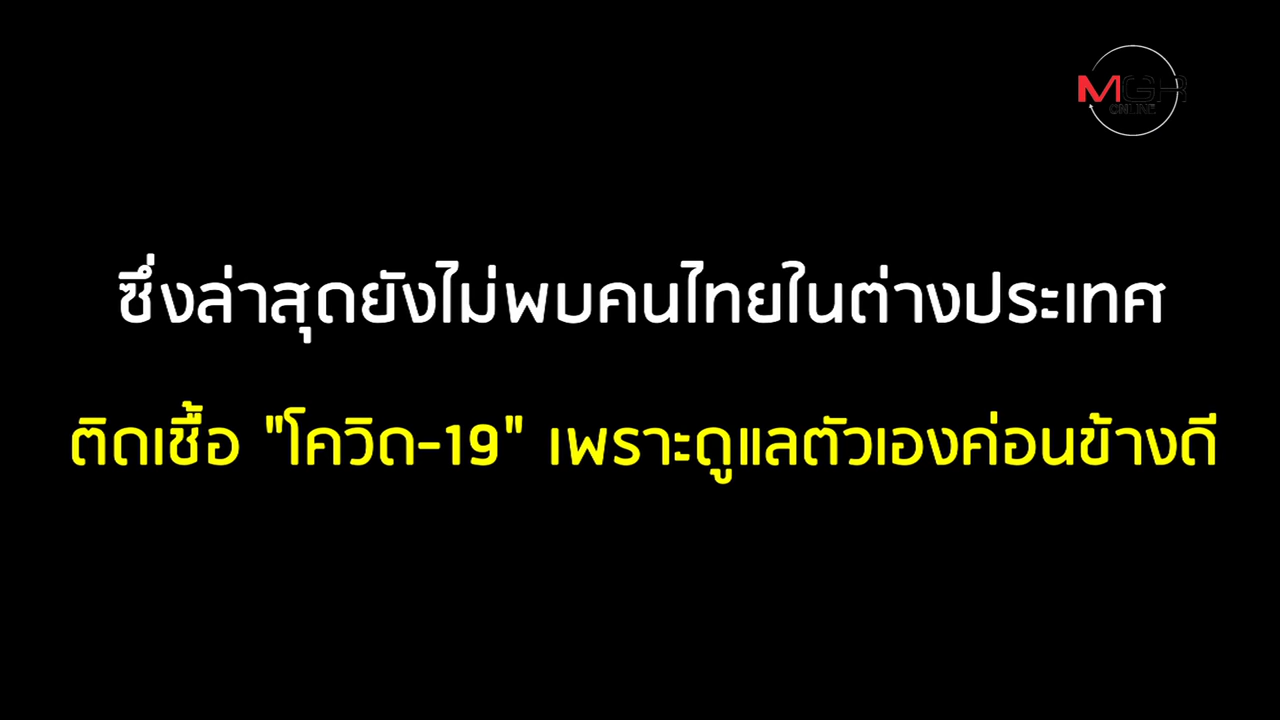 MGR
ONLINE
ซึ่งล่าสุดยังไม่พบคนไทยในต่างประเทศ
ติดเชื้อ "โควิด-19" เพราะดูแลตัวเองค่อนข้างดี